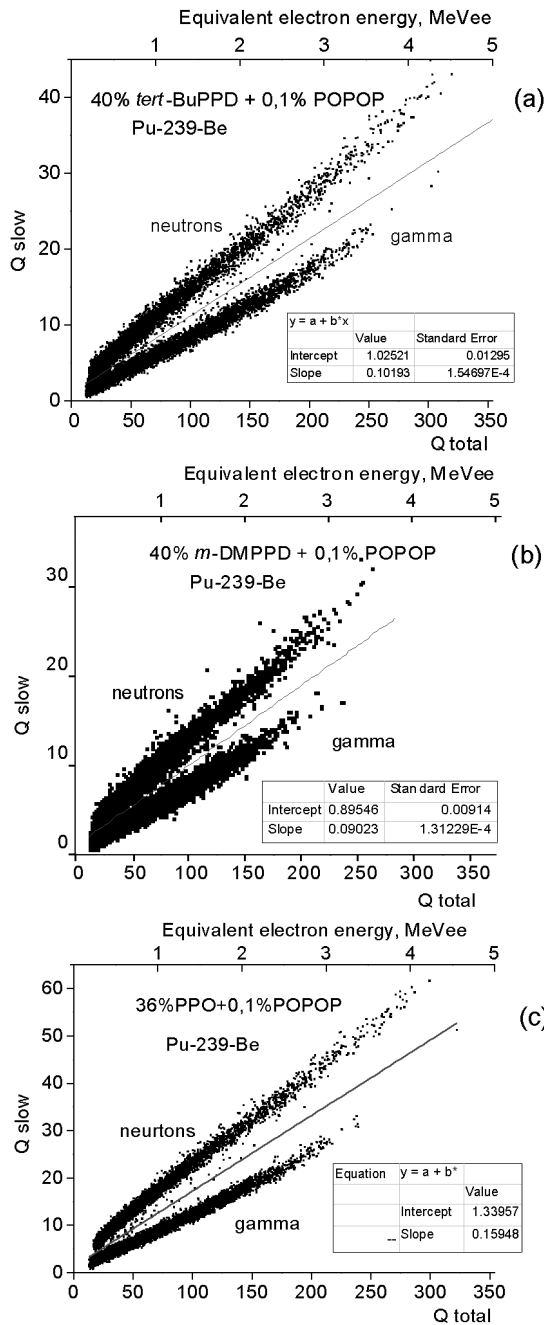 Equivalent electron energy, MeVee
1 2 3 4 5
(a)
40% tert-BuPPD + 0,1% POPOP
Pu-239-Be
neutrons
gamma
Q slow
40
30
20
10
0
y = a + b*x
Value Standard Error
Intercept 1.02521 0.01295
Slope 0.10193 1.54697E-4
0 50 100 150 200 250 300 350
Q total
Equivalent electron energy, MeVee
1 2 3 4 5
(b)
40% m-DMPPD + 0,1% POPOP
Pu-239-Be
neutrons
gamma
Q slow
30
20
10
0
Value Standard Error
Intercept 0.89546 0.00914
Slope 0.09023 1.31229E-4
0 50 100 150 200 250 300 350
Q total
Equivalent electron energy, MeVee
0 1 2 3 4 5
(c)
36%PPO+0,1%POPOP
Pu-239-Be
neurtons
gamma
Q slow
60
50
40
30
20
10
0
Equation y = a + b*
Value
Intercept 1.33957
-- Slope 0.15948
0 50 100 150 200 250 300 350
Q total